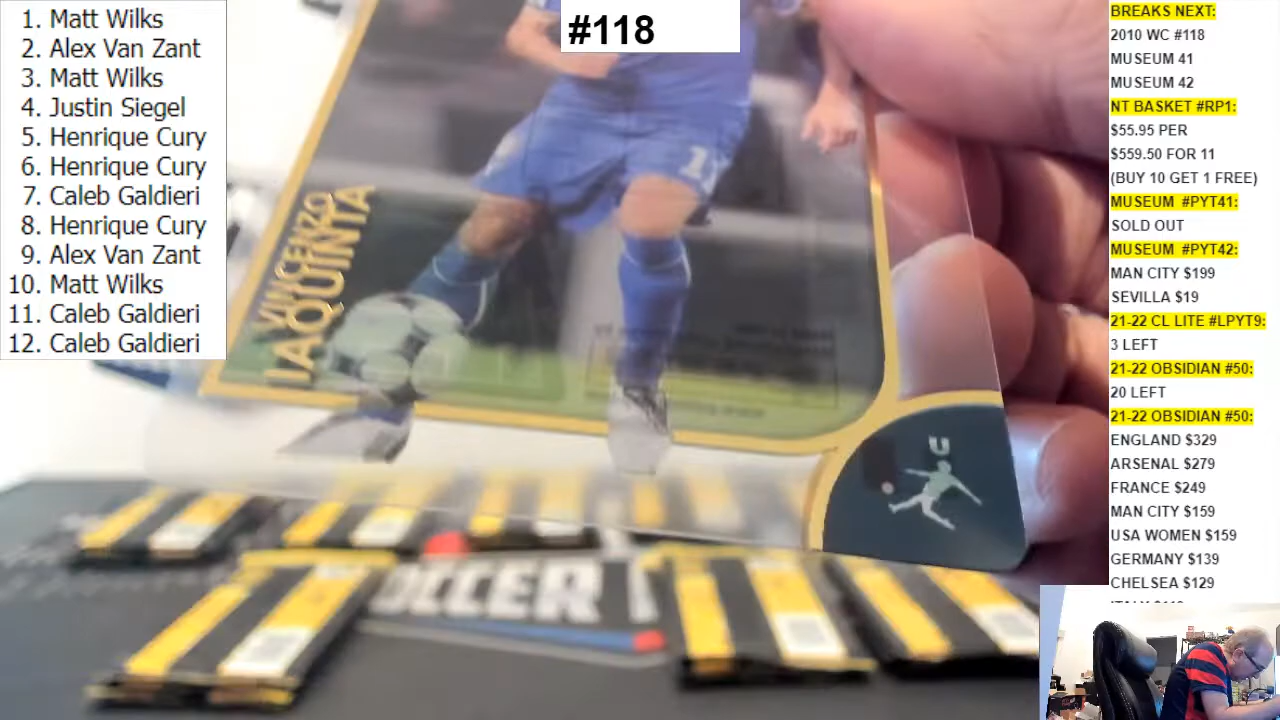 1. Matt Wilks
2. Alex Van Zant
3. Matt Wilks
4. Justin Siegel
5. Henrique Cury
6. Henrique Cury
7. Caleb Galdieri
8. Henrique Cury
9. Alex Van Zant
10. Matt Wilks
11. Caleb Galdieri
12. Caleb Galdieri
#118
VINCENZO
IAQUINTA
OCCER
BREAKS NEXT:
2010 WC #118
MUSEUM 41
MUSEUM 42
NT BASKET #RP1:
$55.95 PER
$559.50 FOR 11
(BUY 10 GET 1 FREE)
MUSEUM #PYT41:
SOLD OUT
MUSEUM #PYT42:
MAN CITY $199
SEVILLA $19
21-22 CL LITE #LPYT9:
3 LEFT
21-22 OBSIDIAN #50:
20 LEFT
21-22 OBSIDIAN #50:
ENGLAND $329
ARSENAL $279
FRANCE $249
MAN CITY $159
USA WOMEN $159
GERMANY $139
CHELSEA $129